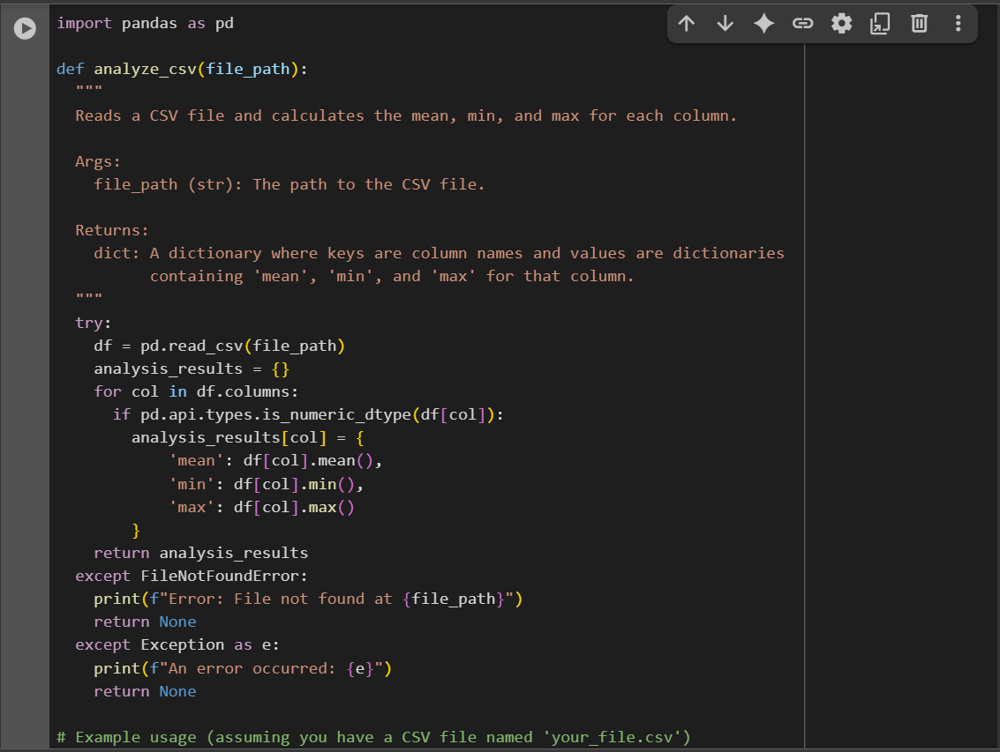 import pandas as pd

def analyze_csv(file_path):
  """
  Reads a CSV file and calculates the mean, min, and max for each column.

  Args:
    file_path (str): The path to the CSV file.

  Returns:
    dict: A dictionary where keys are column names and values are dictionaries
          containing 'mean', 'min', and 'max' for that column.
  """
  try:
    df = pd.read_csv(file_path)
    analysis_results = {}
    for col in df.columns:
      if pd.api.types.is_numeric_dtype(df[col]):
        analysis_results[col] = {
            'mean': df[col].mean(),
            'min': df[col].min(),
            'max': df[col].max()
        }
    return analysis_results
  except FileNotFoundError:
    print(f"Error: File not found at {file_path}")
    return None
  except Exception as e:
    print(f"An error occurred: {e}")
    return None

# Example usage (assuming you have a CSV file named 'your_file.csv')